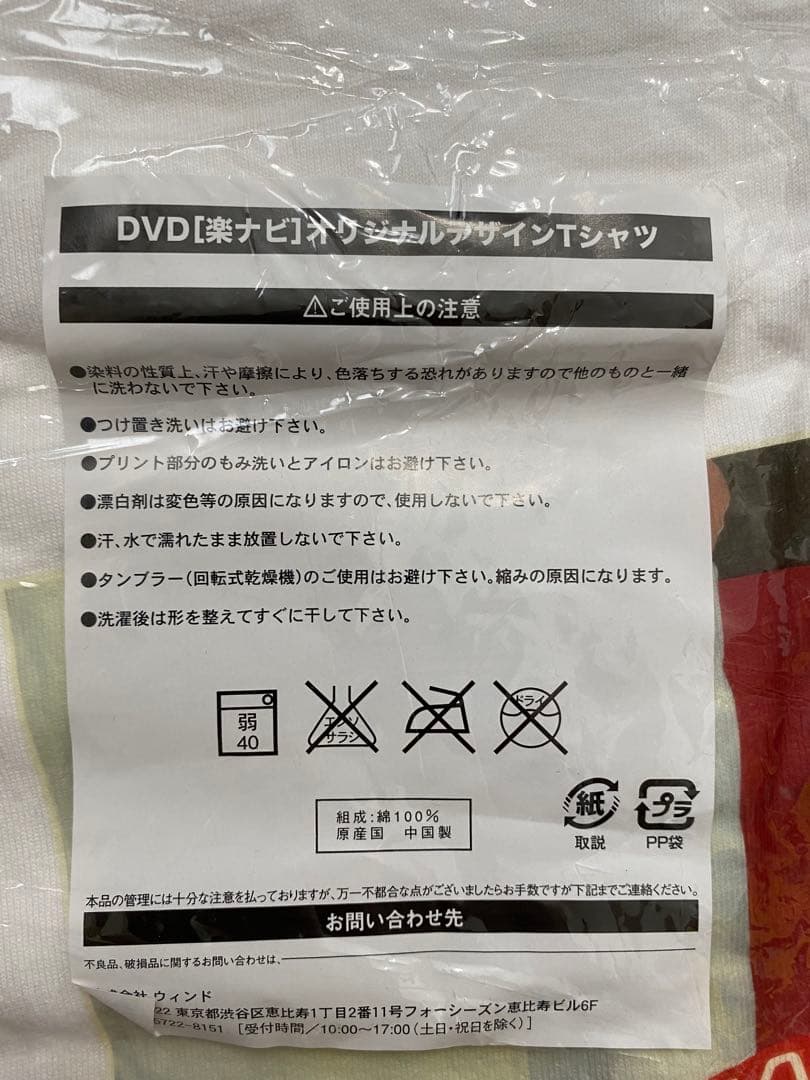 DVD[楽ナビ]オリジナルデザインTシャツ
⚠ご使用上の注意
●染料の性質上、汗や摩擦により、色落ちする恐れがありますので他のものと一緒
に洗わないで下さい。
●つけ置き洗いはお避け下さい。
●プリント部分のもみ洗いとアイロンはお避け下さい。
●漂白剤は変色等の原因になりますので、使用しないで下さい。
●汗、水で濡れたまま放置しないで下さい。
●タンブラー(回転式乾燥機)のご使用はお避け下さい。縮みの原因になります。
●洗濯後は形を整えてすぐに干して下さい。
弱
40
エンソ
サラシ
ドライ
組成:綿100%
原産国 中国製
紙
取説
プラ
PP袋
本品の管理には十分な注意を払っておりますが、万一不都合な点がございましたらお手数ですが下記までご連絡ください。
お問い合わせ先
不良品、破損品に関するお問い合わせは、
ウィンド
22 東京都渋谷区恵比寿1丁目2番11号フォーシーズン恵比寿ビル6F
5722-8151 [受付時間/10:00~17:00(土日・祝日を除く)]